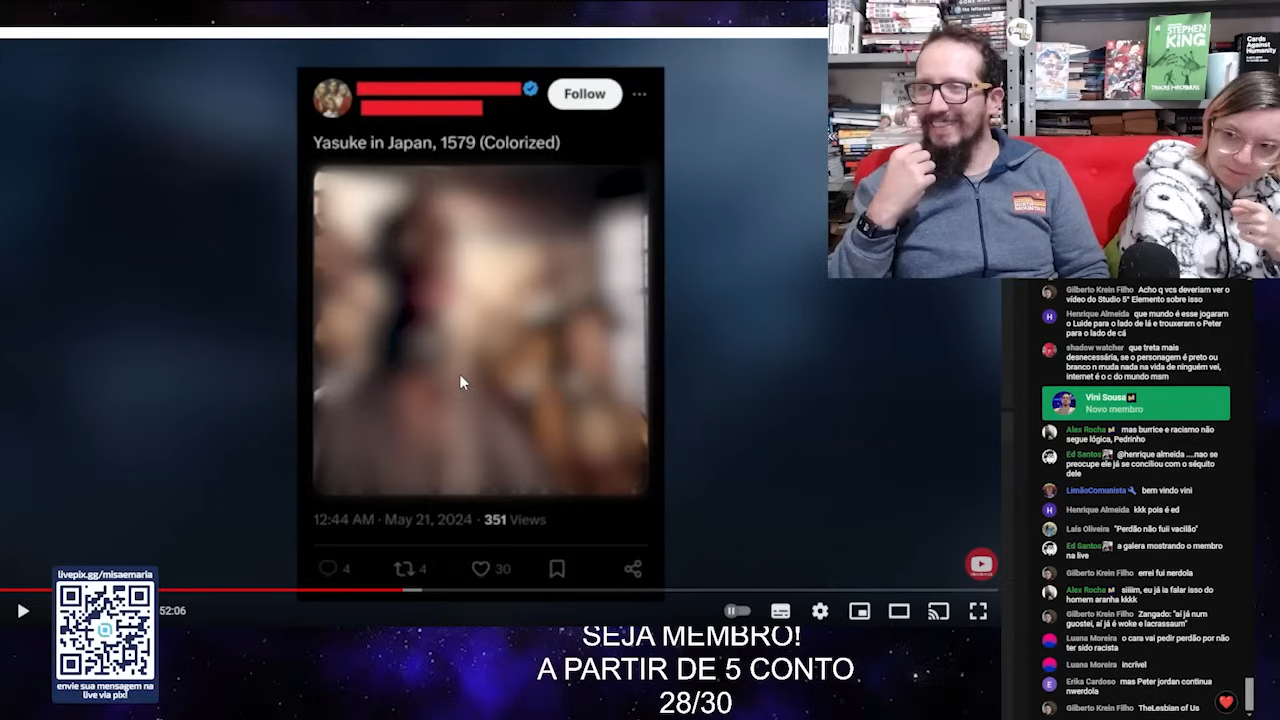 Follow
Yasuke in Japan, 1579 (Colorized)
12:44 AM · May 21, 2024 · 351 Views
4
4
30
STEPHEN
KING
Cards
Against
Humanity
Gilberto Krein Filho Acho q vcs deveriam ver o
vídeo do Studio 5° Elemento sobre isso
Henrique Almeida que mundo é esse jogaram
o Luide para o lado de lá e trouxeram o Peter
para o lado de cá
shadow watcher que treta mais
desnecessária, se o personagem é preto ou
branco n muda nada na vida de ninguém vei,
internet é o c do mundo msm
Vini Sousa
Novo membro
Alex Rocha mas burrice e racismo não
segue lógica, Pedrinho
Ed Santos @henrique almeida ....nao se
preocupe ele já se conciliou com o séquito
dele
LimãoComunista bem vindo vini
Henrique Almeida kkk pois é ed
Laís Oliveira "Perdão não fuii vacilão"
Ed Santos a galera mostrando o membro
na live
Gilberto Krein Filho errei fui nerdola
Alex Rocha siiiim, eu já ia falar isso do
homem aranha kkkk
Gilberto Krein Filho Zangado: "aí já num
guostei, aí já é woke e lacrassaum"
Luana Moreira o cara vai pedir perdão por não
ter sido racista
Luana Moreira incrível
Erika Cardoso mas Peter jordan continua
nwerdola
Gilberto Krein Filho TheLesbian of Us
livepix.gg/misaemaria
envie sua mensagem na
live via pix!
52:06
SEJA MEMBRO!
A PARTIR DE 5 CONTO
28/30